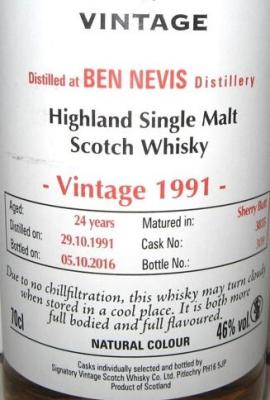 VINTAGE
Distilled at BEN NEVIS Distillery
Highland Single Malt
Scotch Whisky
- Vintage 1991 -
Aged: 24 years
Distilled on: 29.10.1991
Bottled on: 05.10.2016
Matured in: Sherry Butt
Cask No.:
Bottle No.:
Due to no chillfiltration, this whisky may turn cloudy
when stored in a cool place. It is both more
full bodied and full flavoured.
70cl
46% vol
NATURAL COLOUR
Casks individually selected and bottled by
Signatory Vintage Scotch Whisky Co. Ltd, Pitlochry PH16 5JP
Product of Scotland